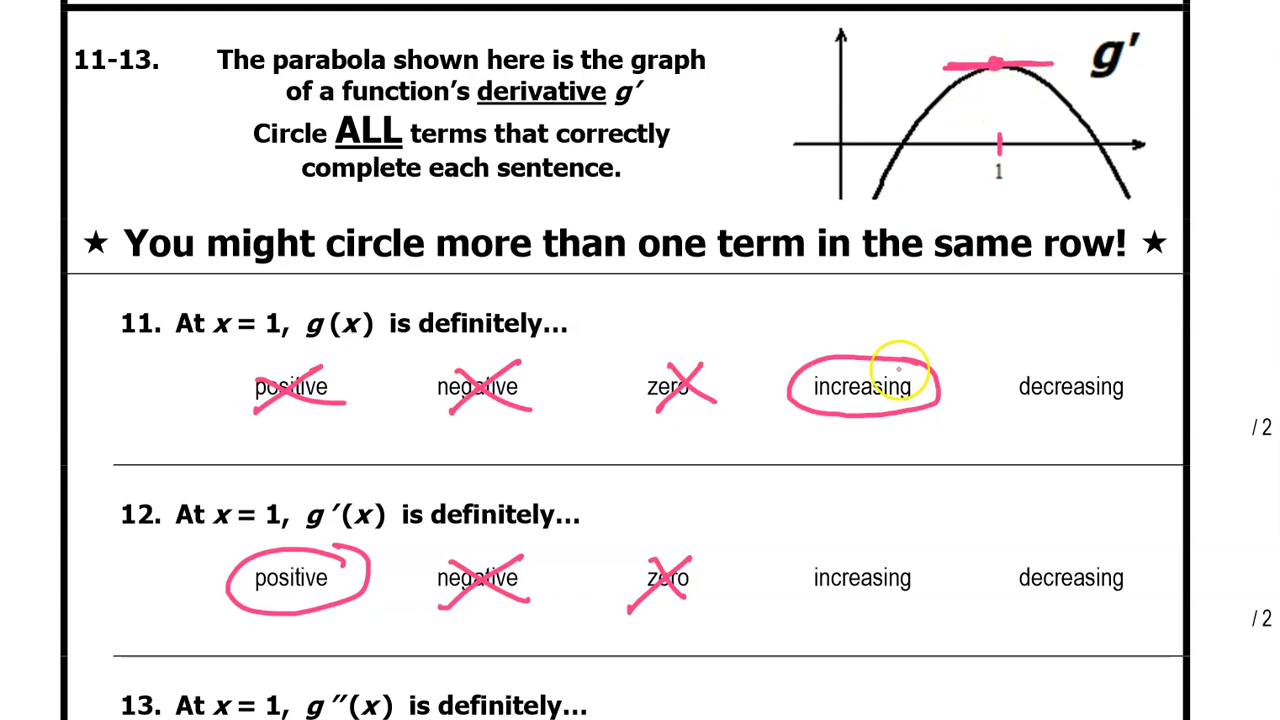 11-13. The parabola shown here is the graph
of a function's derivative g′
Circle ALL terms that correctly
complete each sentence.
g′
1
★ You might circle more than one term in the same row! ★
11. At x = 1, g (x) is definitely...
positive negative zero increasing decreasing
/ 2
12. At x = 1, g ′(x) is definitely...
positive negative zero increasing decreasing
/ 2
13. At x = 1, g ″(x) is definitely...